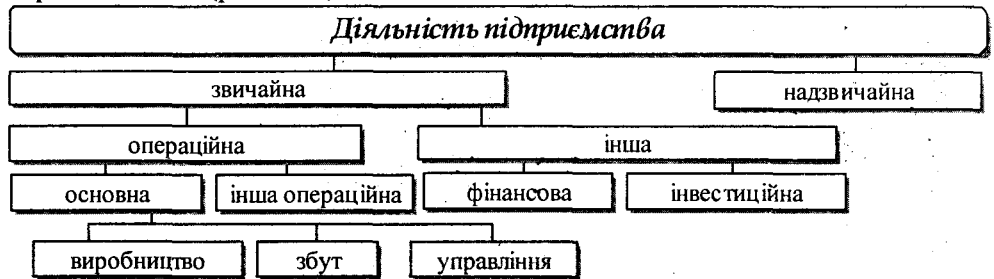 Діяльність підприємства
звичайна надзвичайна
операційна інша
основна інша операційна фінансова інвестиційна
виробництво збут управління